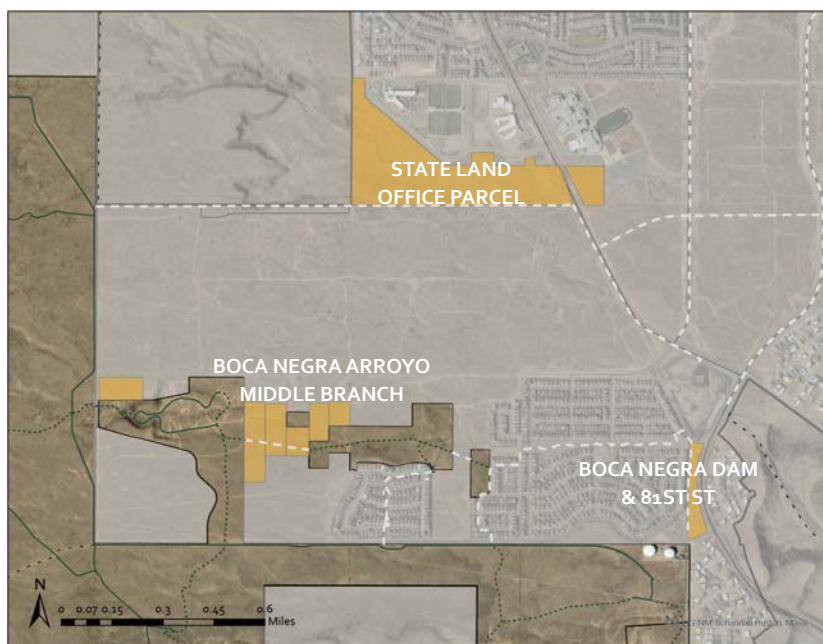 STATE LAND
OFFICE PARCEL
BOCA NEGRA ARROYO
MIDDLE BRANCH
BOCA NEGRA DAM
& 81ST ST
N
0 0.07 0.15 0.3 0.45 0.6
Miles